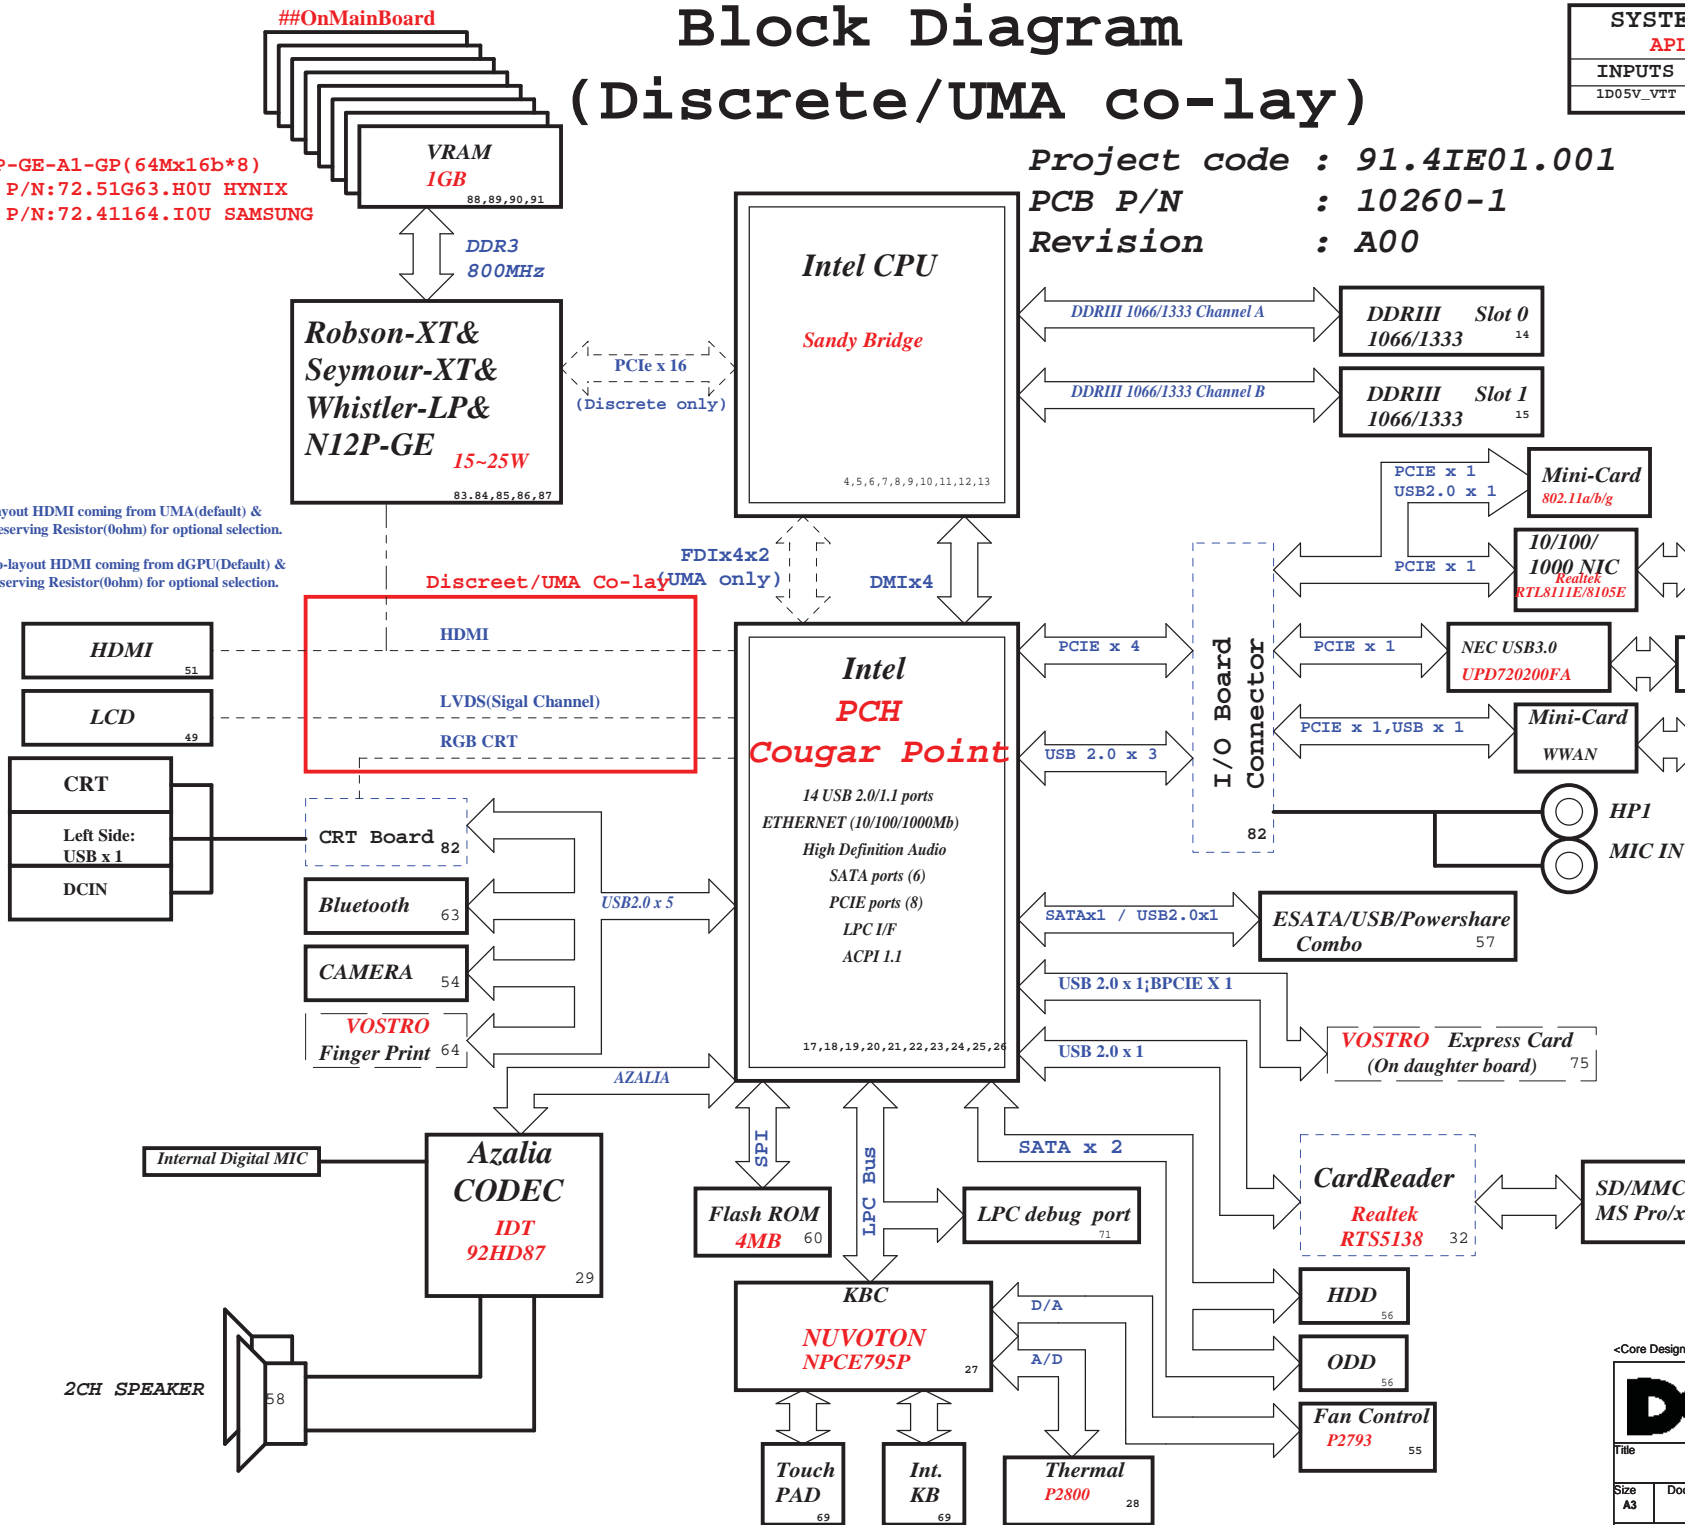 ##OnMainBoard
Block Diagram
(Discrete/UMA co-lay)
INPUTS
1D05V_VTT
P-GE-A1-GP(64Mx16b*8)
P/N:72.51G63.H0U HYNIX
P/N:72.41164.I0U SAMSUNG
VRAM
1GB
88,89,90,91
Project code : 91.4IE01.001
PCB P/N : 10260-1
Revision : A00
DDR3
800MHz
Robson-XT&
Seymour-XT&
Whistler-LP&
N12P-GE
15~25W
83.84,85,86,87
PCIe x 16
(Discrete only)
Intel CPU
Sandy Bridge
4,5,6,7,8,9,10,11,12,13
DDRIII 1066/1333 Channel A
DDRIII Slot 0
1066/1333 14
DDRIII 1066/1333 Channel B
DDRIII Slot 1
1066/1333 15
PCIE x 1
USB2.0 x 1
Mini-Card
802.11a/b/g
PCIE x 1
10/100/
1000 NIC
Realtek
RTL8111E/8105E
layout HDMI coming from UMA(default) &
eserving Resistor(0ohm) for optional selection.
o-layout HDMI coming from dGPU(Default) &
serving Resistor(0ohm) for optional selection.
FDIx4x2
(UMA only)
DMIx4
Discreet/UMA Co-lay
HDMI
51
HDMI
LCD
49
LVDS(Sigal Channel)
RGB CRT
CRT
Left Side:
USB x 1
DCIN
CRT Board 82
Intel
PCH
Cougar Point
14 USB 2.0/1.1 ports
ETHERNET (10/100/1000Mb)
High Definition Audio
SATA ports (6)
PCIE ports (8)
LPC I/F
ACPI 1.1
17,18,19,20,21,22,23,24,25,26
PCIE x 4
USB 2.0 x 3
I/O Board
Connector
82
PCIE x 1
NEC USB3.0
UPD720200FA
PCIE x 1,USB x 1
Mini-Card
WWAN
HP1
MIC IN
Bluetooth 63
USB2.0 x 5
CAMERA 54
VOSTRO
Finger Print 64
SATAx1 / USB2.0x1
ESATA/USB/Powershare
Combo 57
USB 2.0 x 1¡BPCIE X 1
VOSTRO Express Card
(On daughter board) 75
USB 2.0 x 1
AZALIA
Internal Digital MIC
Azalia
CODEC
IDT
92HD87
29
SPI
LPC Bus
SATA x 2
Flash ROM
4MB 60
LPC debug port
71
CardReader
Realtek
RTS5138 32
SD/MMC
KBC
NUVOTON
NPCE795P
27
D/A
A/D
HDD
56
ODD
56
Fan Control
P2793
55
2CH SPEAKER
58
Touch
PAD
69
Int.
KB
69
Thermal
P2800
28
<Core Design
Title
Size
A3